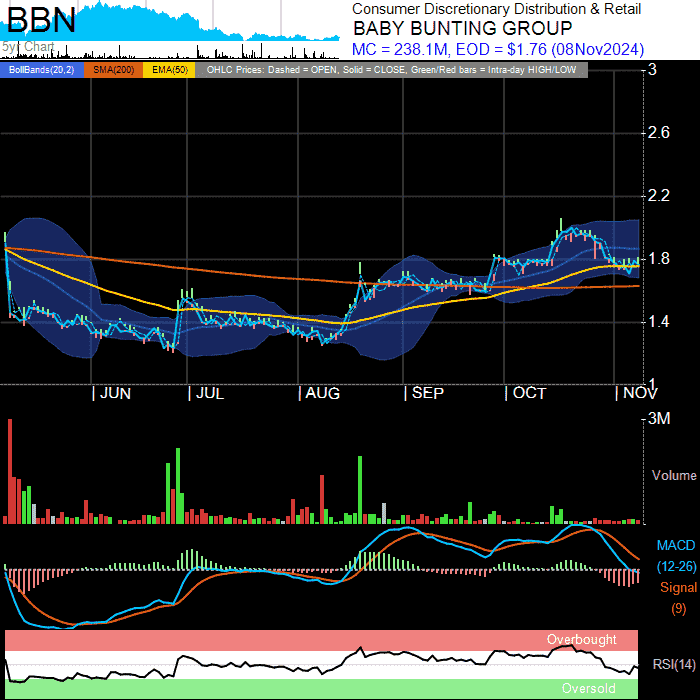 BBN
Consumer Discretionary Distribution & Retail
BABY BUNTING GROUP
MC = 238.1M, EOD = $1.76 (08Nov2024)
5yr Chart
BollBands(20,2) SMA(200) EMA(50) OHLC Prices: Dashed = OPEN, Solid = CLOSE, Green/Red bars = Intra-day HIGH/LOW
3
2.6
2.2
1.8
1.4
1
| JUN | JUL | AUG | SEP | OCT | NOV
3M
Volume
MACD
(12-26)
Signal
(9)
Overbought
RSI(14)
Oversold